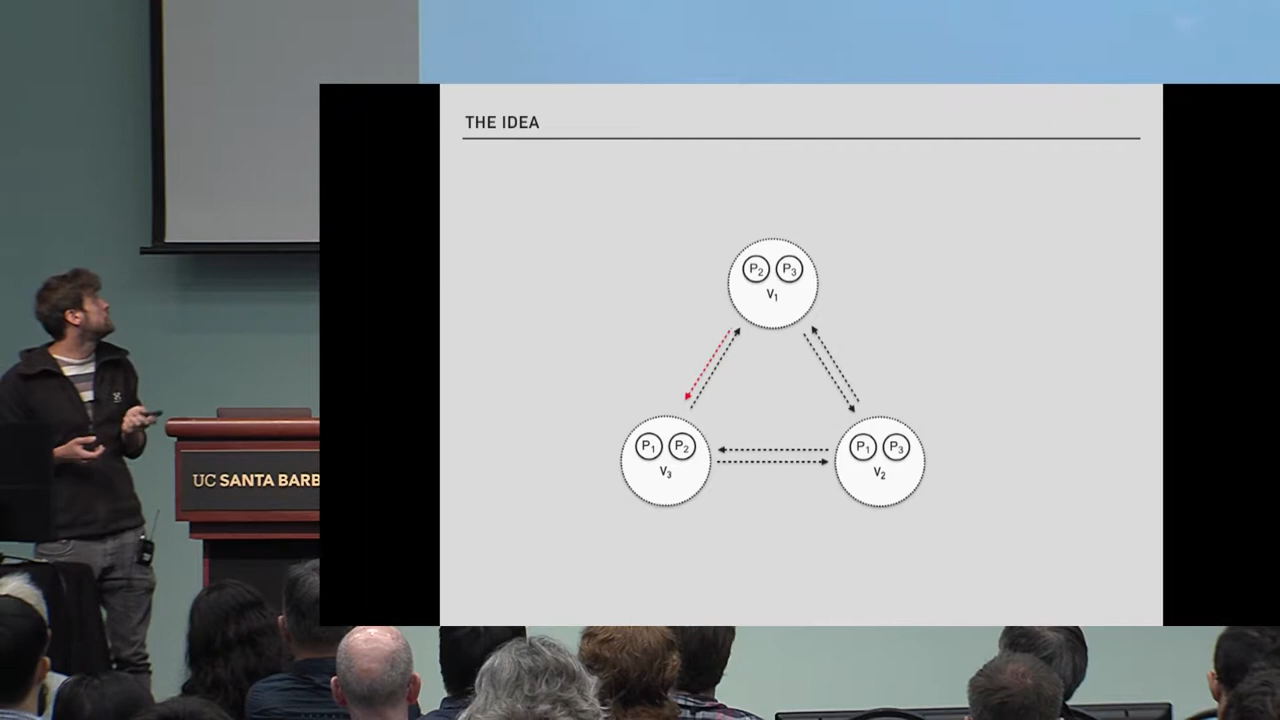 THE IDEA
P2 P3
V1
P1 P2
V3
P1 P3
V2
UC SANTA BARB